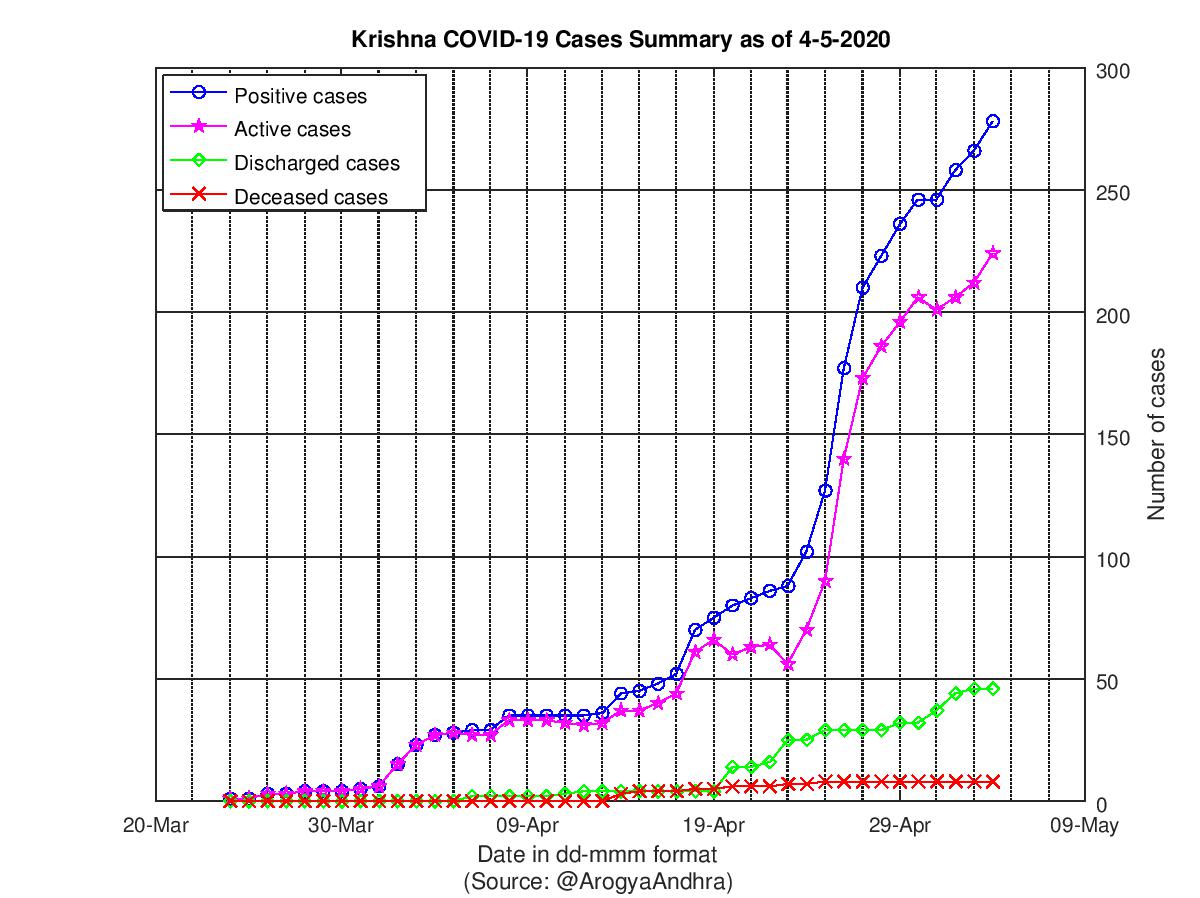 Krishna COVID-19 Cases Summary as of 4-5-2020
Positive cases
Active cases
Discharged cases
Deceased cases
300
250
200
150
100
50
0
Number of cases
20-Mar 30-Mar 09-Apr 19-Apr 29-Apr 09-May
Date in dd-mmm format
(Source: @ArogyaAndhra)